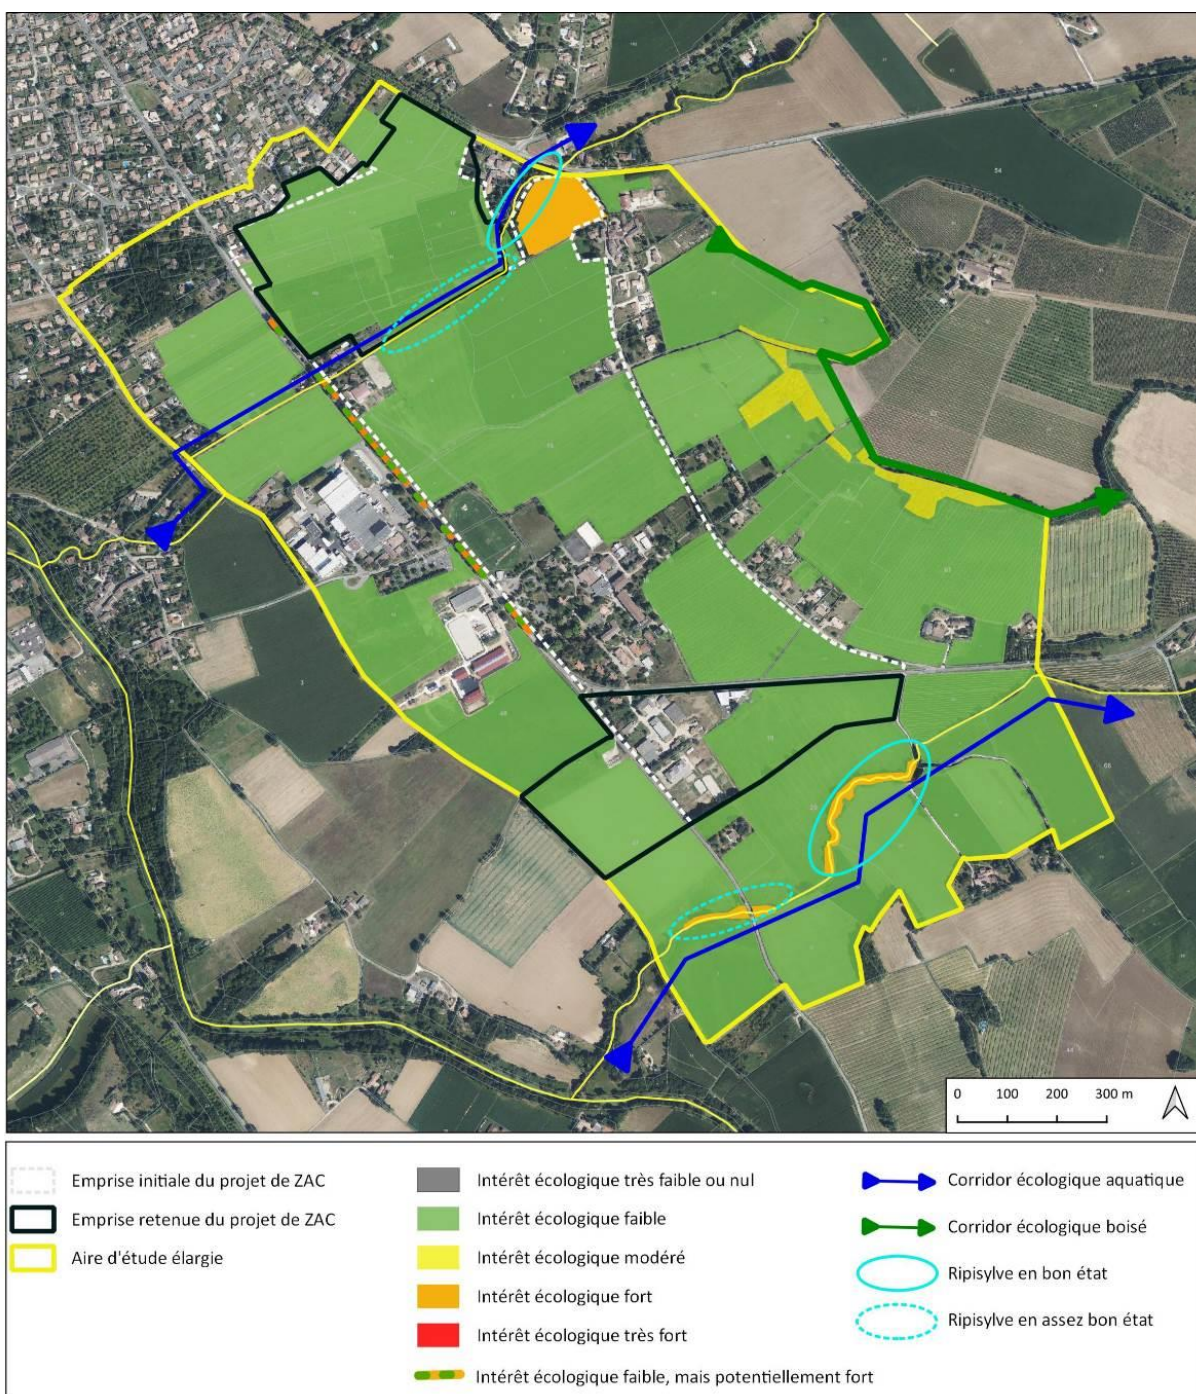 0 100 200 300 m
Emprise initiale du projet de ZAC
Emprise retenue du projet de ZAC
Aire d'étude élargie
Intérêt écologique très faible ou nul
Intérêt écologique faible
Intérêt écologique modéré
Intérêt écologique fort
Intérêt écologique très fort
Intérêt écologique faible, mais potentiellement fort
Corridor écologique aquatique
Corridor écologique boisé
Ripisylve en bon état
Ripisylve en assez bon état